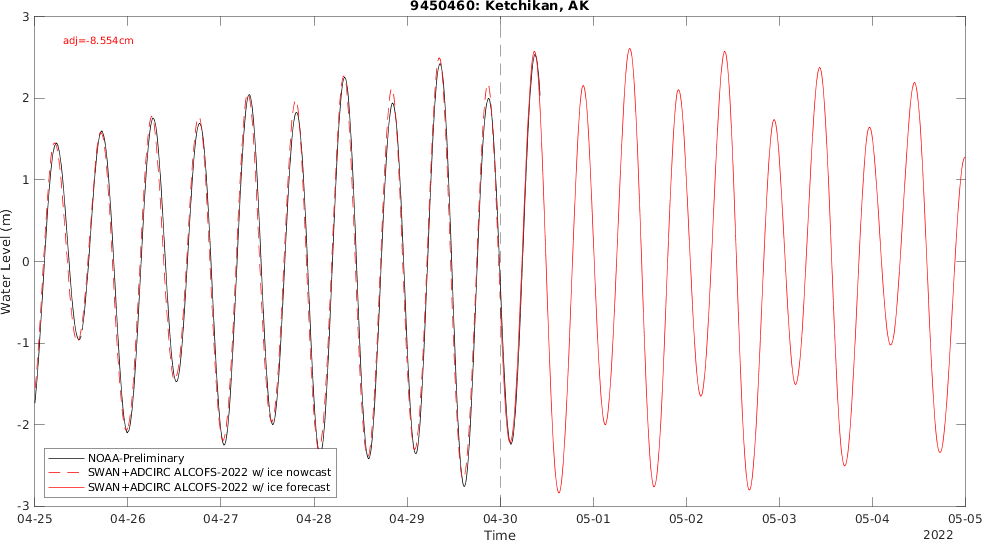 9450460: Ketchikan, AK
adj=-8.554cm
3
2
1
0
-1
-2
-3
Water Level (m)
NOAA-Preliminary
SWAN+ADCIRC ALCOFS-2022 w/ ice nowcast
SWAN+ADCIRC ALCOFS-2022 w/ ice forecast
04-25 04-26 04-27 04-28 04-29 04-30 05-01 05-02 05-03 05-04 05-05
Time
2022